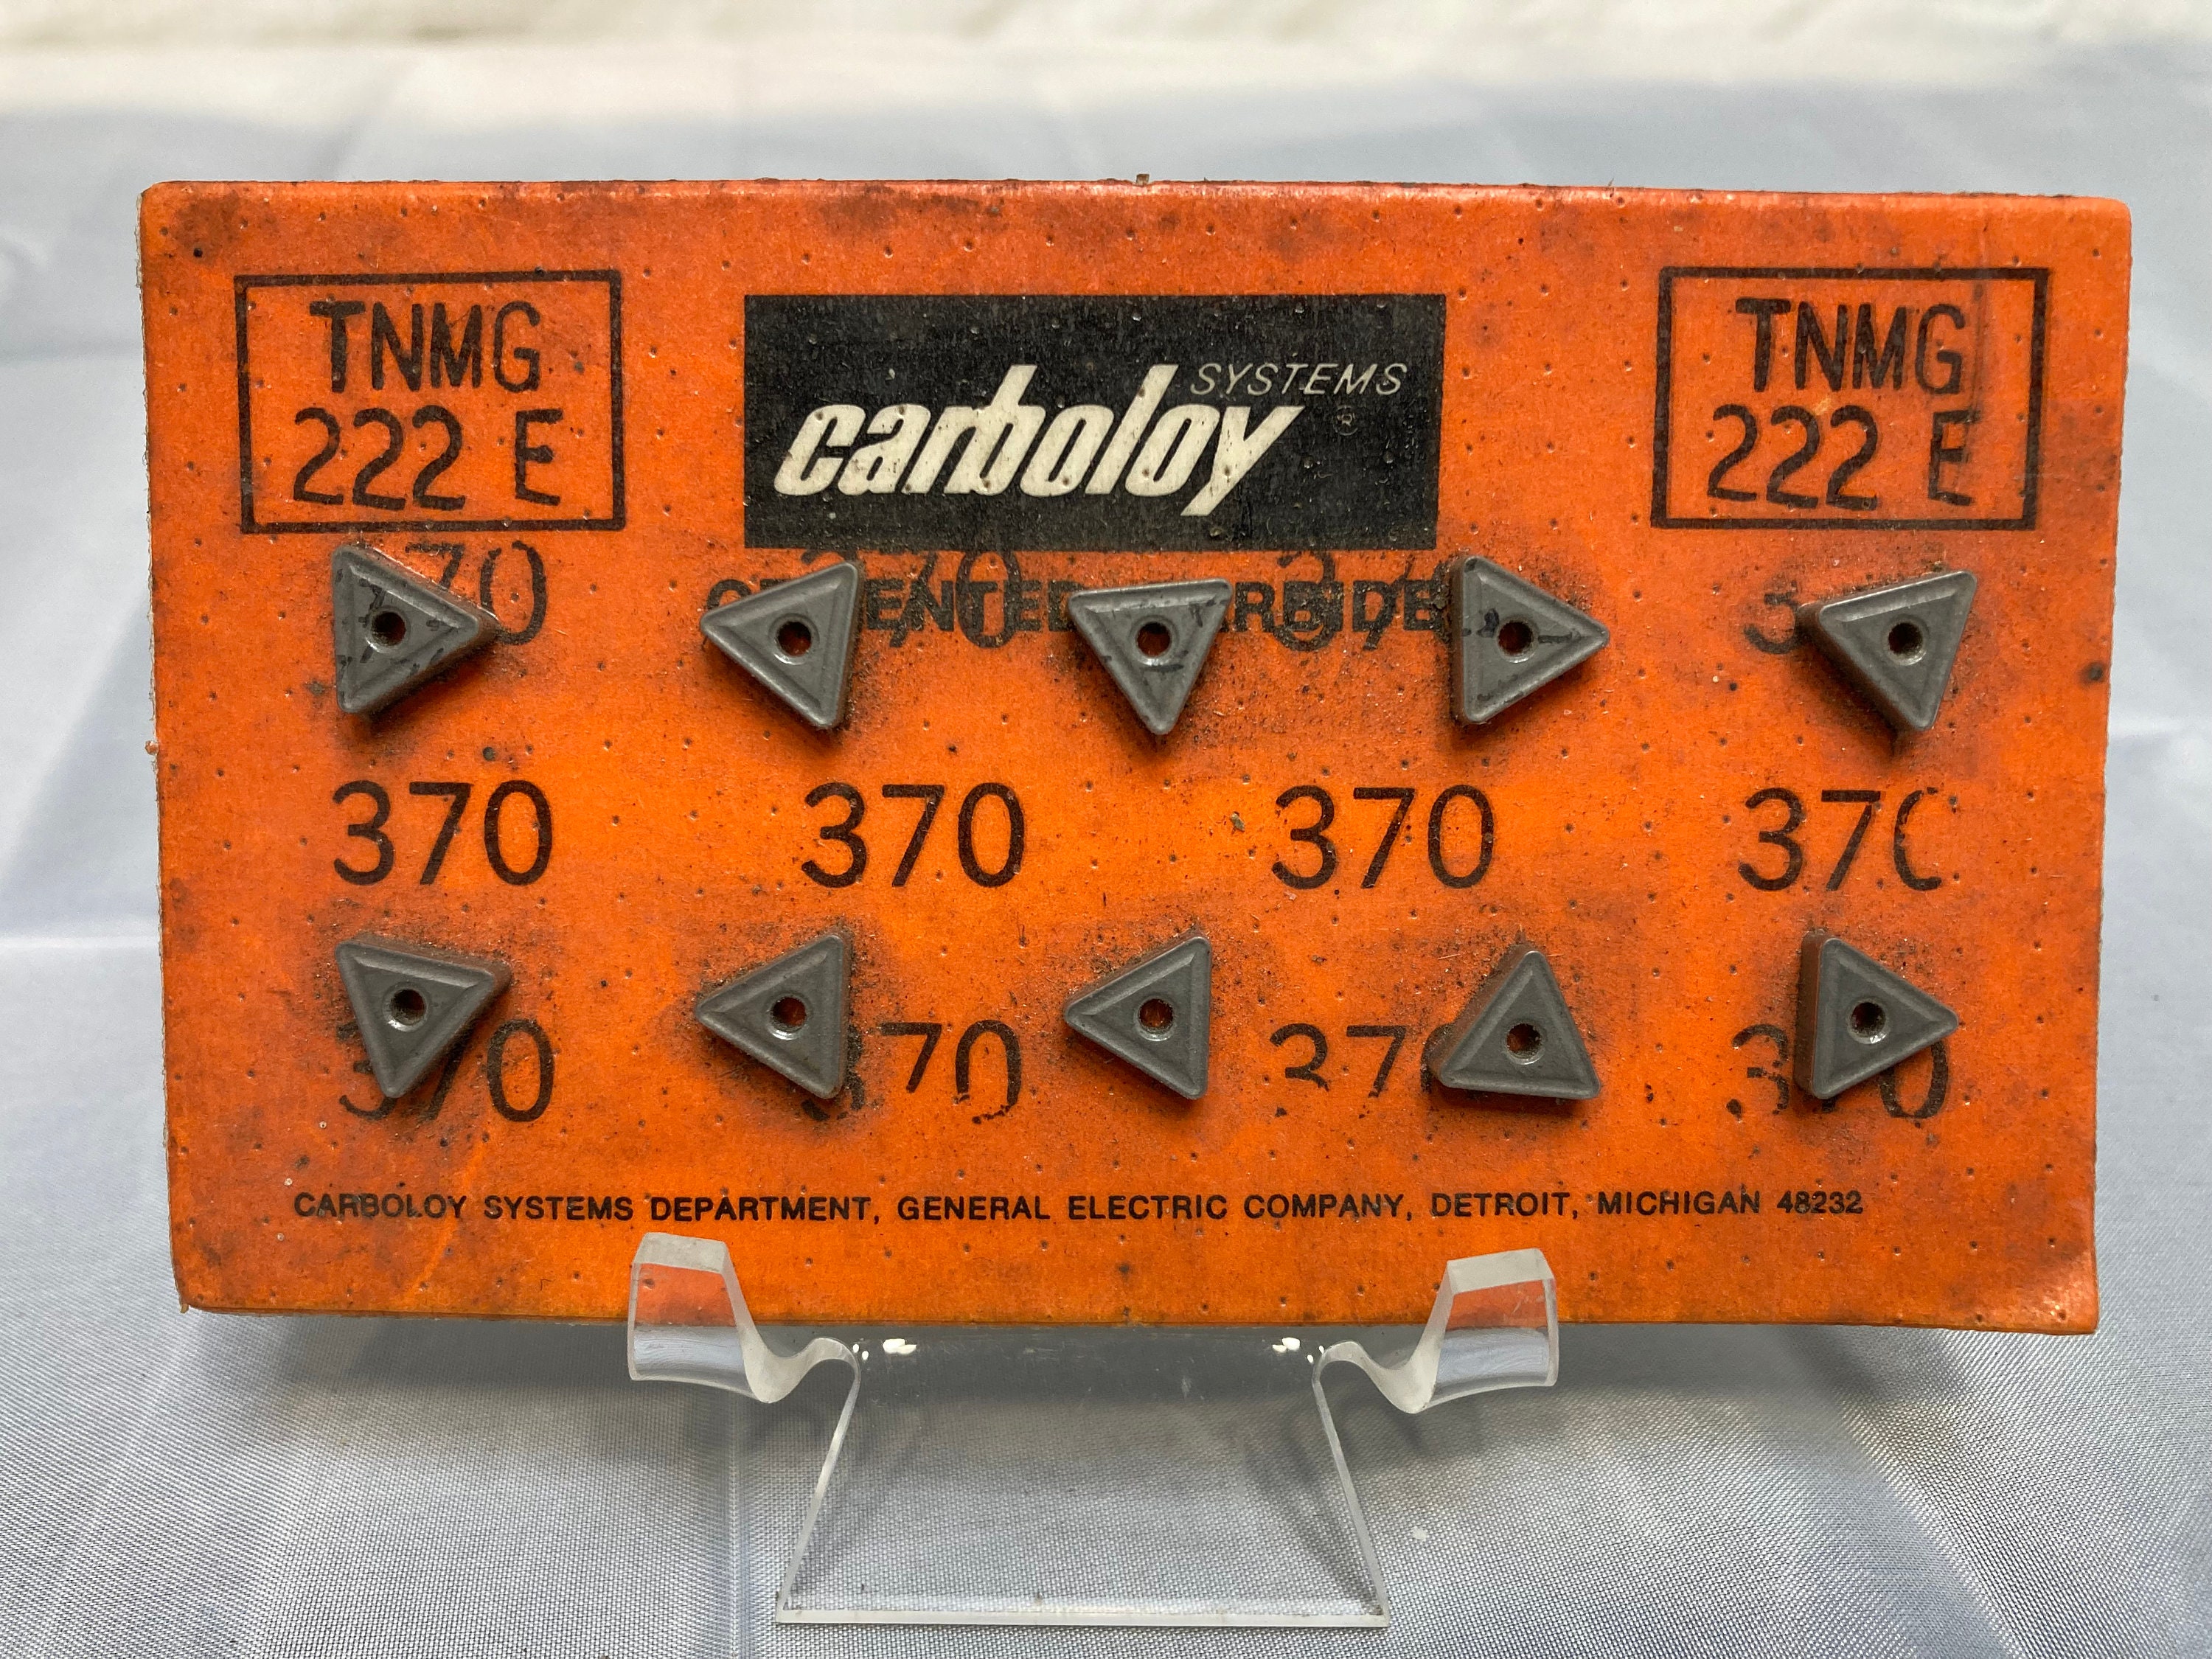 TNMG
222 E
SYSTEMS
carboloy
®
TNMG
222 E
370 370 370 370
370
CARBOLOY SYSTEMS DEPARTMENT, GENERAL ELECTRIC COMPANY, DETROIT, MICHIGAN 48232